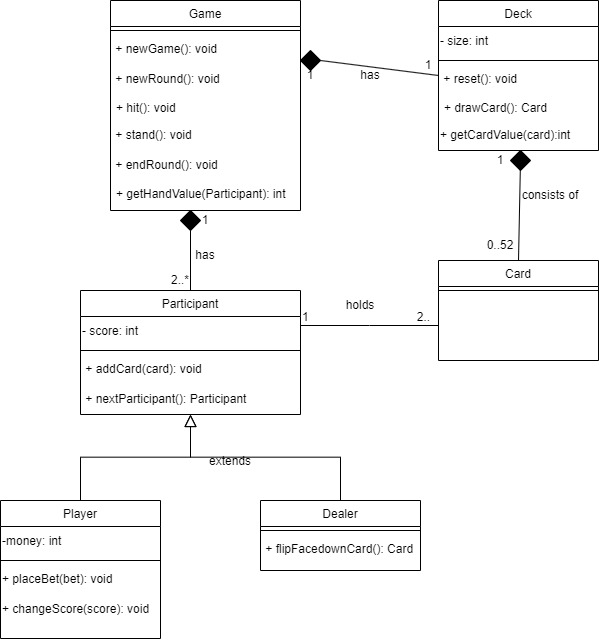 Game
+ newGame(): void
+ newRound(): void
+ hit(): void
+ stand(): void
+ endRound(): void
+ getHandValue(Participant): int
1
has
1
Deck
- size: int
+ reset(): void
+ drawCard(): Card
+ getCardValue(card):int
1
consists of
0..52
Card
1
has
2..*
Participant
- score: int
+ addCard(card): void
+ nextParticipant(): Participant
1
holds
2..
extends
Player
-money: int
+ placeBet(bet): void
+ changeScore(score): void
Dealer
+ flipFacedownCard(): Card